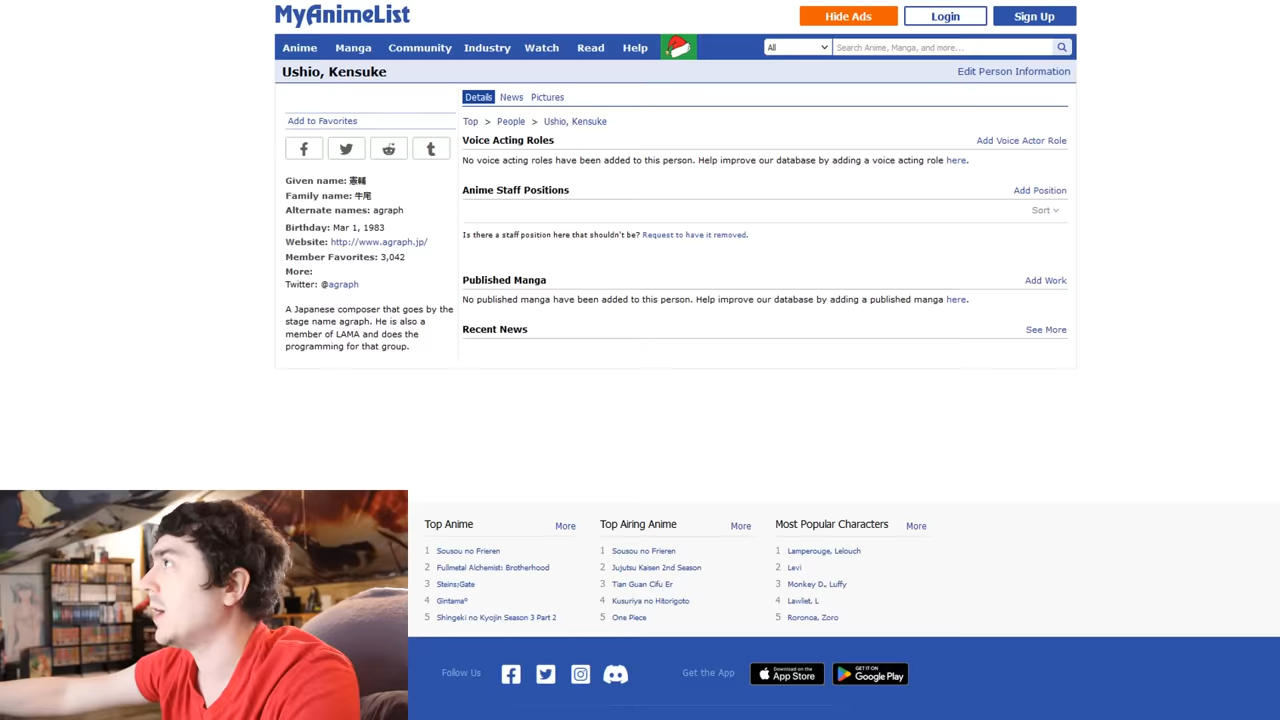 MyAnimeList
Hide Ads
Login
Sign Up
Anime
Manga
Community
Industry
Watch
Read
Help
All
Search Anime, Manga, and more...
Ushio, Kensuke
Edit Person Information
Add to Favorites
Given name: 憲輔
Family name: 牛尾
Alternate names: agraph
Birthday: Mar 1, 1983
Website: http://www.agraph.jp/
Member Favorites: 3,042
More:
Twitter: @agraph
A Japanese composer that goes by the
stage name agraph. He is also a
member of LAMA and does the
programming for that group.
Details
News
Pictures
Top > People > Ushio, Kensuke
Voice Acting Roles
Add Voice Actor Role
No voice acting roles have been added to this person. Help improve our database by adding a voice acting role here.
Anime Staff Positions
Add Position
Sort
Is there a staff position here that shouldn't be? Request to have it removed.
Published Manga
Add Work
No published manga have been added to this person. Help improve our database by adding a published manga here.
Recent News
See More
Top Anime
More
1 Sousou no Frieren
2 Fullmetal Alchemist: Brotherhood
3 Steins;Gate
4 Gintama°
5 Shingeki no Kyojin Season 3 Part 2
Top Airing Anime
More
1 Sousou no Frieren
2 Jujutsu Kaisen 2nd Season
3 Tian Guan Cifu Er
4 Kusuriya no Hitorigoto
5 One Piece
Most Popular Characters
More
1 Lamperouge, Lelouch
2 Levi
3 Monkey D., Luffy
4 Lawliet, L
5 Roronoa, Zoro
Follow Us
Get the App
Download on the
App Store
GET IT ON
Google Play